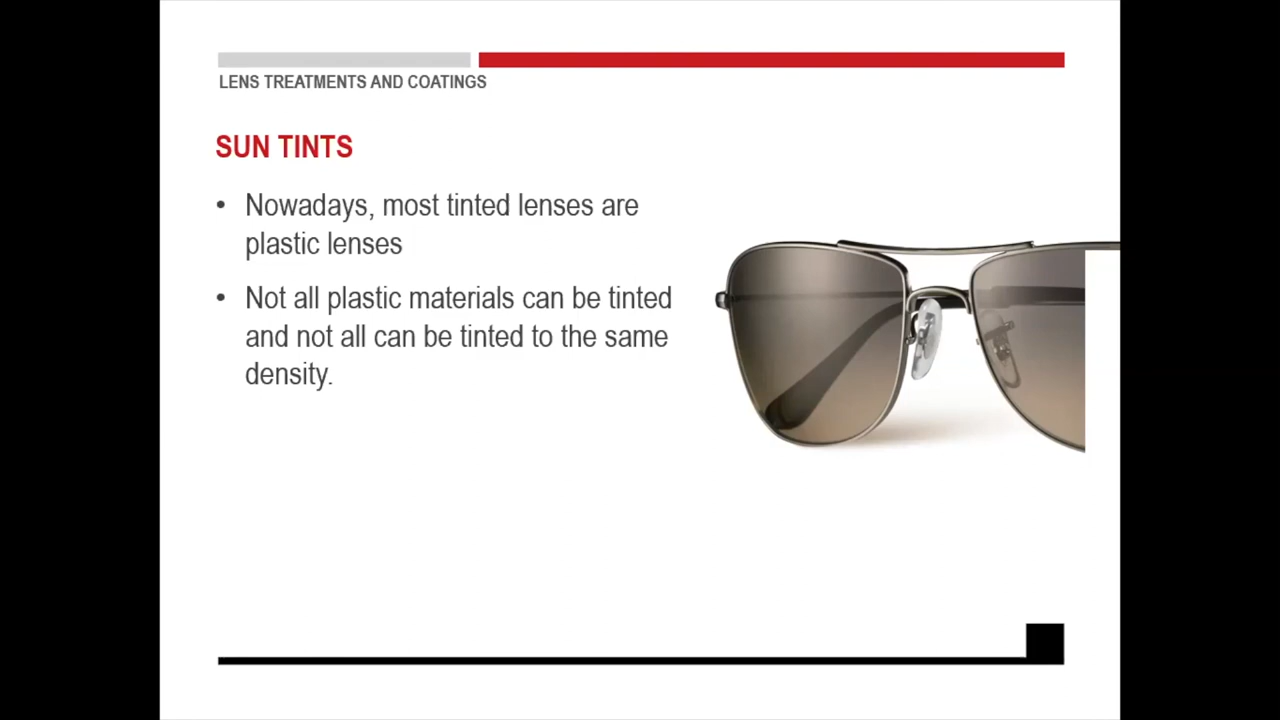 LENS TREATMENTS AND COATINGS
SUN TINTS
• Nowadays, most tinted lenses are
plastic lenses
• Not all plastic materials can be tinted
and not all can be tinted to the same
density.